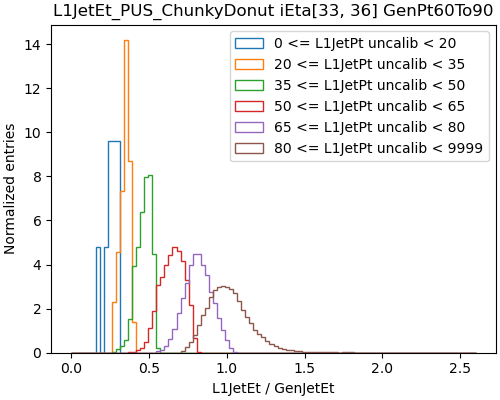 L1JetEt_PUS_ChunkyDonut iEta[33, 36] GenPt60To90
0 <= L1JetPt uncalib < 20
20 <= L1JetPt uncalib < 35
35 <= L1JetPt uncalib < 50
50 <= L1JetPt uncalib < 65
65 <= L1JetPt uncalib < 80
80 <= L1JetPt uncalib < 9999
Normalized entries
14
12
10
8
6
4
2
0
0.0 0.5 1.0 1.5 2.0 2.5
L1JetEt / GenJetEt